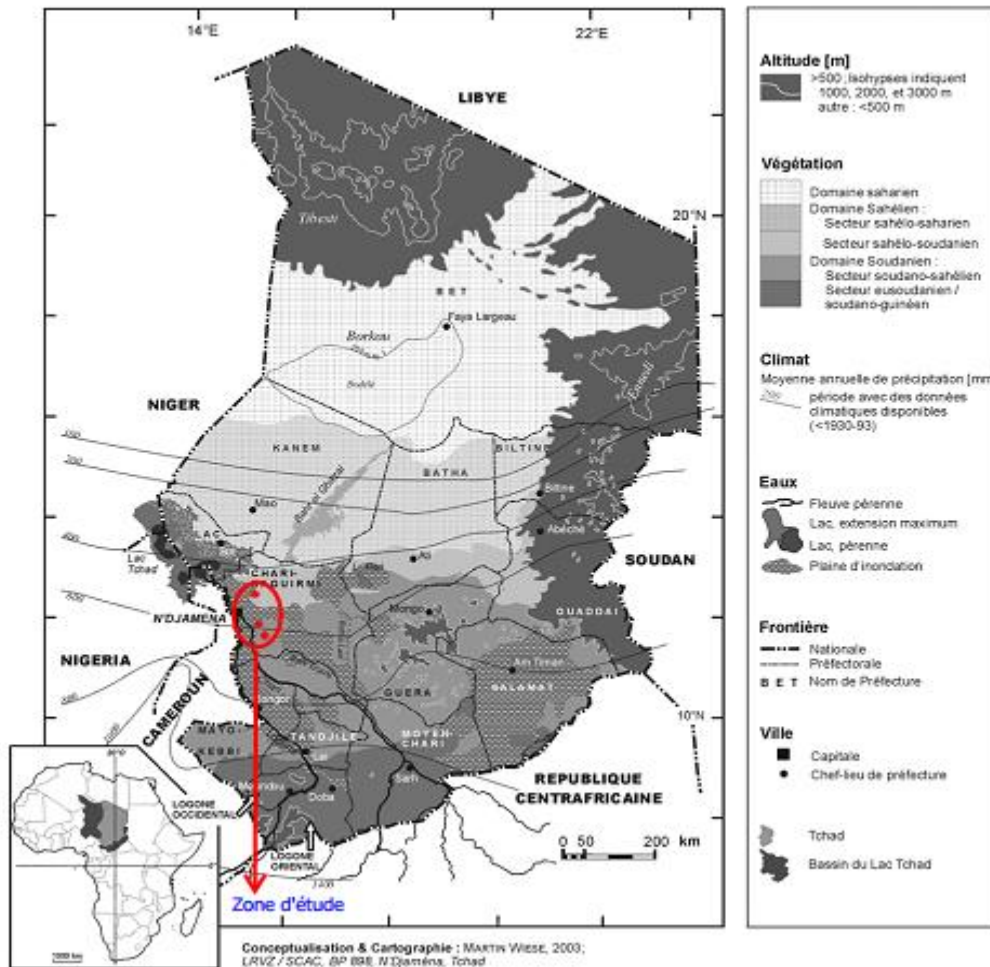 14°E
22°E
LIBYE
Tibesti
20°N
BET
Faya Largeau
Borkou
Bodélé
Ennedi
NIGER
KANEM
BATHA
BILTINE
Mao
Biltine
Abéché
LAC
Lac
Tchad
Ati
SOUDAN
CHARI-
N'DJAMENA
Mongo
OUADDAI
NIGERIA
Am Timan
SALAMAT
GUERA
CAMEROUN
Bongor
10°N
MAYO-
KEBBI
TANDJILE
MOYEN-
CHARI
Lai
Sarh
Moundou
Doba
REPUBLIQUE
CENTRAFRICAINE
LOGONE
OCCIDENTAL
LOGONE
ORIENTAL
0 50 200 km
Zone d'étude
1000 km
Conceptualisation & Cartographie : MARTIN WIESE, 2003;
LRVZ / SCAC, BP 898, N'Djaména, Tchad
Altitude [m]
>500; Isohypses indiquent
1000, 2000, et 3000 m
autre : <500 m
Végétation
Domaine saharien
Domaine Sahélien :
Secteur sahélo-saharien
Secteur sahélo-soudanien
Domaine Soudanien :
Secteur soudano-sahélien
Secteur eusoudanien /
soudano-guinéen
Climat
Moyenne annuelle de précipitation [mm]
période avec des données
climatiques disponibles
(<1930-93)
Eaux
Fleuve pérenne
Lac, extension maximum
Lac, pérenne
Plaine d'inondation
Frontière
Nationale
Préfectorale
BET Nom de Préfecture
Ville
Capitale
Chef-lieu de préfecture
Tchad
Bassin du Lac Tchad